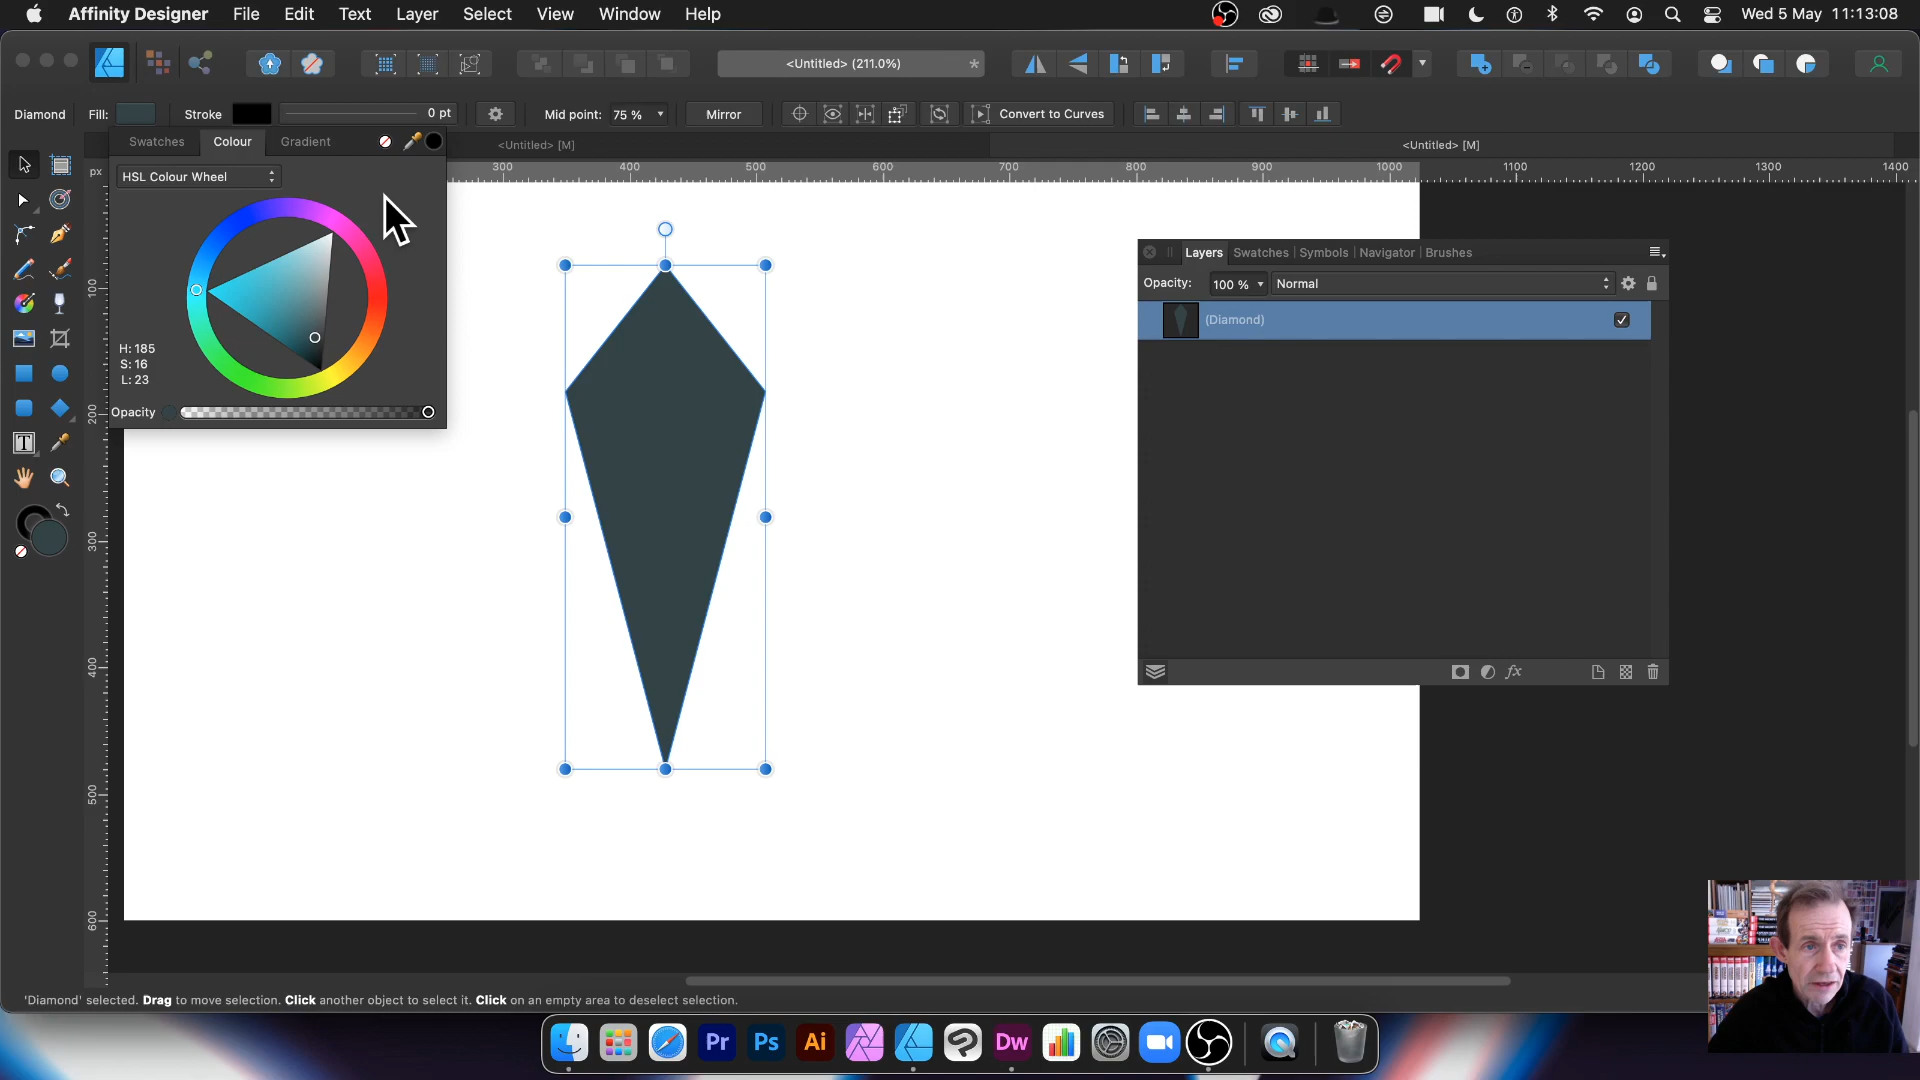 Affinity Designer File Edit Text Layer Select View Window Help Wed 5 May 11:13:08
<Untitled> (211.0%) *
Diamond Fill: Stroke 0 pt Mid point: 75 % Mirror Convert to Curves
Swatches Colour Gradient
<Untitled> [M] <Untitled> [M]
px 300 400 500 600 700 800 900 1000 1100 1200 1300 1400
HSL Colour Wheel
H: 185
S: 16
L: 23
Opacity
100
200
300
400
500
600
Layers Swatches Symbols Navigator Brushes
Opacity: 100 % Normal
(Diamond)
fx
T
'Diamond' selected. Drag to move selection. Click another object to select it. Click on an empty area to deselect selection.
Pr Ps Ai Dw